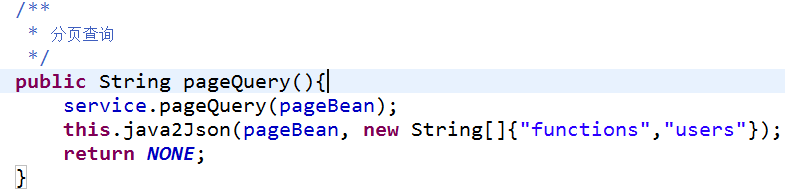 /**
 * 分页查询
 */
public String pageQuery(){
    service.pageQuery(pageBean);
    this.java2Json(pageBean, new String[]{"functions","users"});
    return NONE;
}